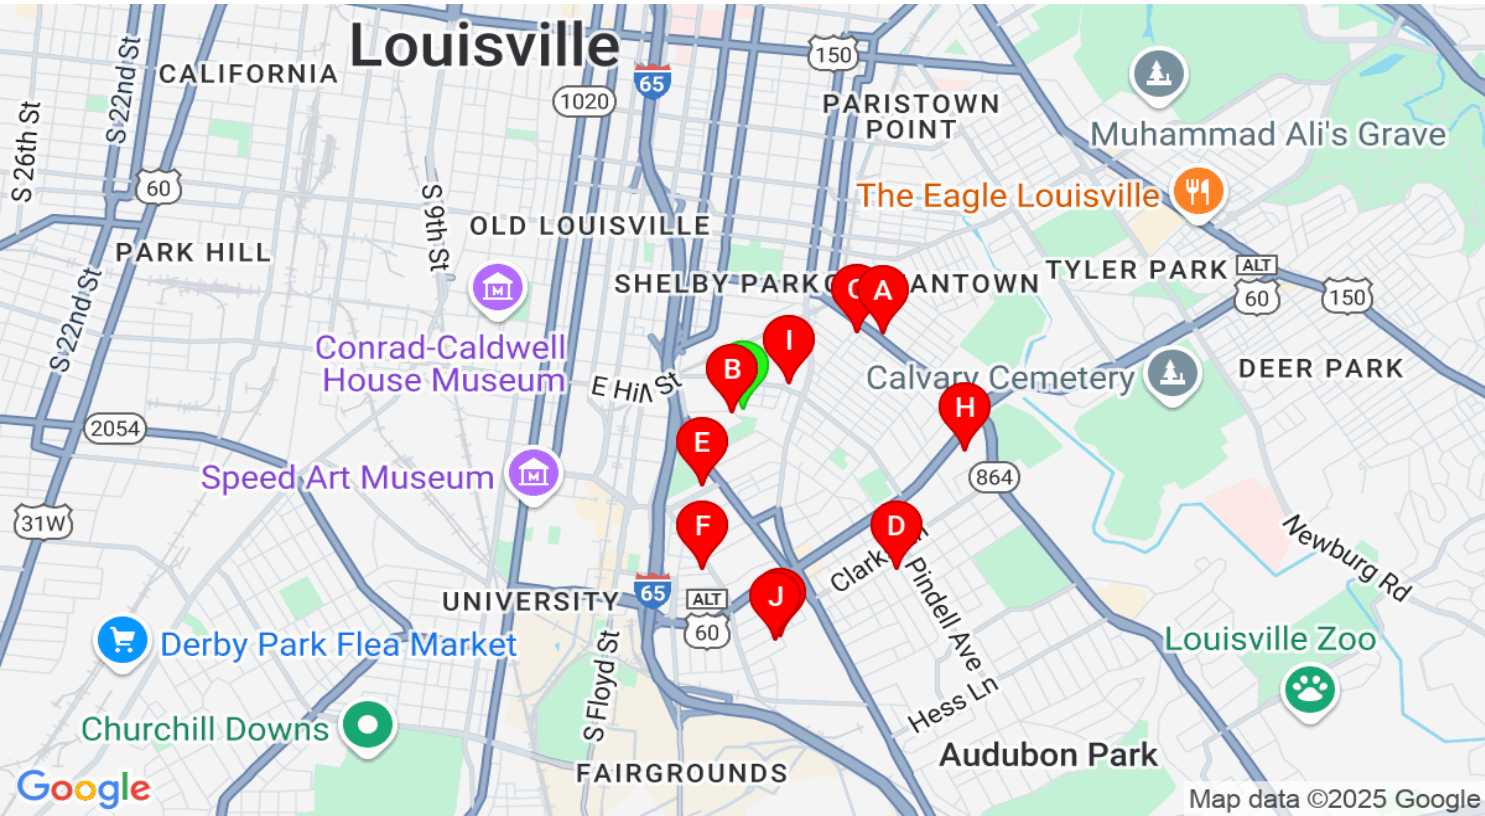 Louisville
CALIFORNIA
S 22nd St
S 26th St
65
150
1020
PARISTOWN
POINT
Muhammad Ali's Grave
The Eagle Louisville
60
S 9th St
OLD LOUISVILLE
PARK HILL
S 22nd St
SHELBY PARK
C
A
ANTOWN
TYLER PARK
ALT
60
150
Conrad-Caldwell
House Museum
E Hill St
I
B
Calvary Cemetery
DEER PARK
H
2054
E
Speed Art Museum
864
31W
F
D
Clarks
Newburg Rd
Pindell Ave
UNIVERSITY
65
ALT
60
J
Derby Park Flea Market
S Floyd St
Louisville Zoo
Hess Ln
Churchill Downs
Audubon Park
FAIRGROUNDS
Google
Map data ©2025 Google